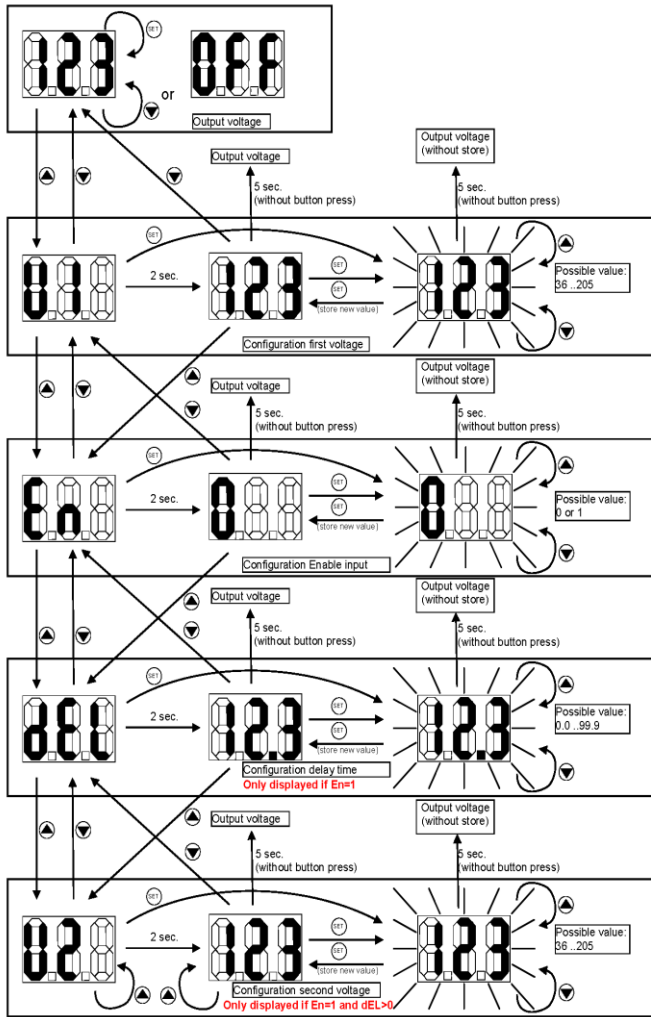 SET
123
OFF
or
Output voltage
Output voltage
Output voltage
(without store)
5 sec.
(without button press)
5 sec.
(without button press)
SET
U1
2 sec.
123
SET
SET
(store new value)
123
Possible value:
36 ..205
Configuration first voltage
Output voltage
Output voltage
(without store)
5 sec.
(without button press)
5 sec.
(without button press)
SET
En
2 sec.
0
SET
SET
(store new value)
0
Possible value:
0 or 1
Configuration Enable input
Output voltage
Output voltage
(without store)
5 sec.
(without button press)
5 sec.
(without button press)
SET
dEL
2 sec.
12.3
SET
SET
(store new value)
12.3
Possible value:
0.0 ..99.9
Configuration delay time
Only displayed if En=1
Output voltage
Output voltage
(without store)
5 sec.
(without button press)
5 sec.
(without button press)
SET
U2
2 sec.
123
SET
SET
(store new value)
123
Possible value:
36 ..205
Configuration second voltage
Only displayed if En=1 and dEL>0